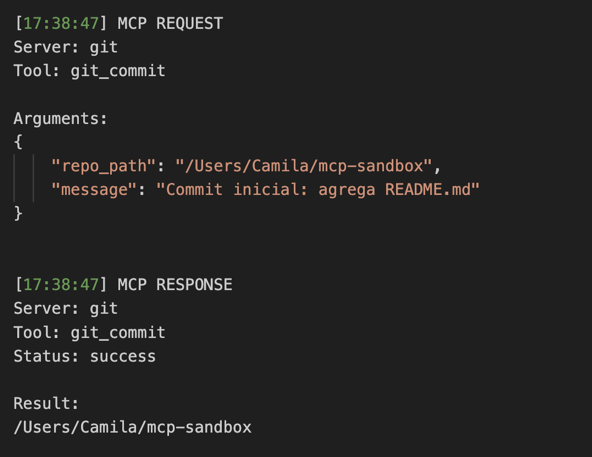 [17:38:47] MCP REQUEST
Server: git
Tool: git_commit
Arguments:
{
"repo_path": "/Users/Camila/mcp-sandbox",
"message": "Commit inicial: agrega README.md"
}
[17:38:47] MCP RESPONSE
Server: git
Tool: git_commit
Status: success
Result:
/Users/Camila/mcp-sandbox